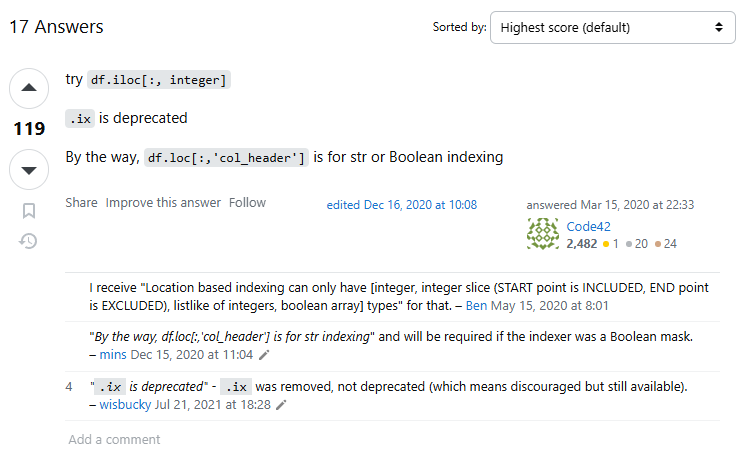 17 Answers
Sorted by: Highest score (default)
try df.iloc[:, integer]
119
.ix is deprecated
By the way, df.loc[:,'col_header'] is for str or Boolean indexing
Share Improve this answer Follow
edited Dec 16, 2020 at 10:08
answered Mar 15, 2020 at 22:33
Code42
2,482 1 20 24
I receive "Location based indexing can only have [integer, integer slice (START point is INCLUDED, END point
is EXCLUDED), listlike of integers, boolean array] types" for that. – Ben May 15, 2020 at 8:01
"By the way, df.loc[:,'col_header'] is for str indexing" and will be required if the indexer was a Boolean mask.
– mins Dec 15, 2020 at 11:04
4 ".ix is deprecated" - .ix was removed, not deprecated (which means discouraged but still available).
– wisbucky Jul 21, 2021 at 18:28
Add a comment